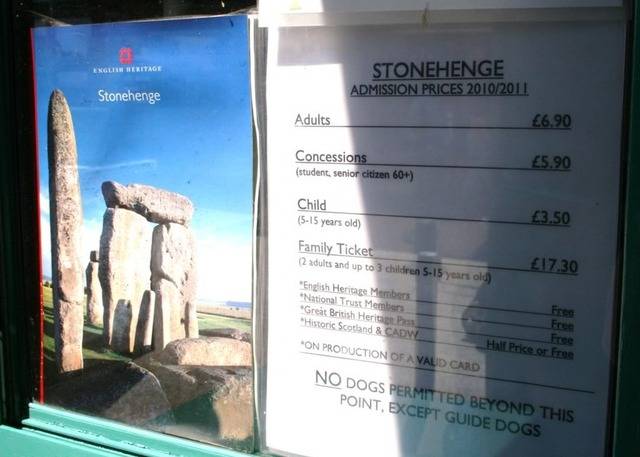 ENGLISH HERITAGE
Stonehenge
STONEHENGE
ADMISSION PRICES 2010/2011
Adults £6.90
Concessions £5.90
(student, senior citizen 60+)
Child £3.50
(5-15 years old)
Family Ticket £17.30
(2 adults and up to 3 children 5-15 years old)
*English Heritage Members Free
*National Trust Members Free
*Great British Heritage Pass Free
*Historic Scotland & CADW Half Price or Free
*ON PRODUCTION OF A VALID CARD
NO DOGS PERMITTED BEYOND THIS
POINT, EXCEPT GUIDE DOGS